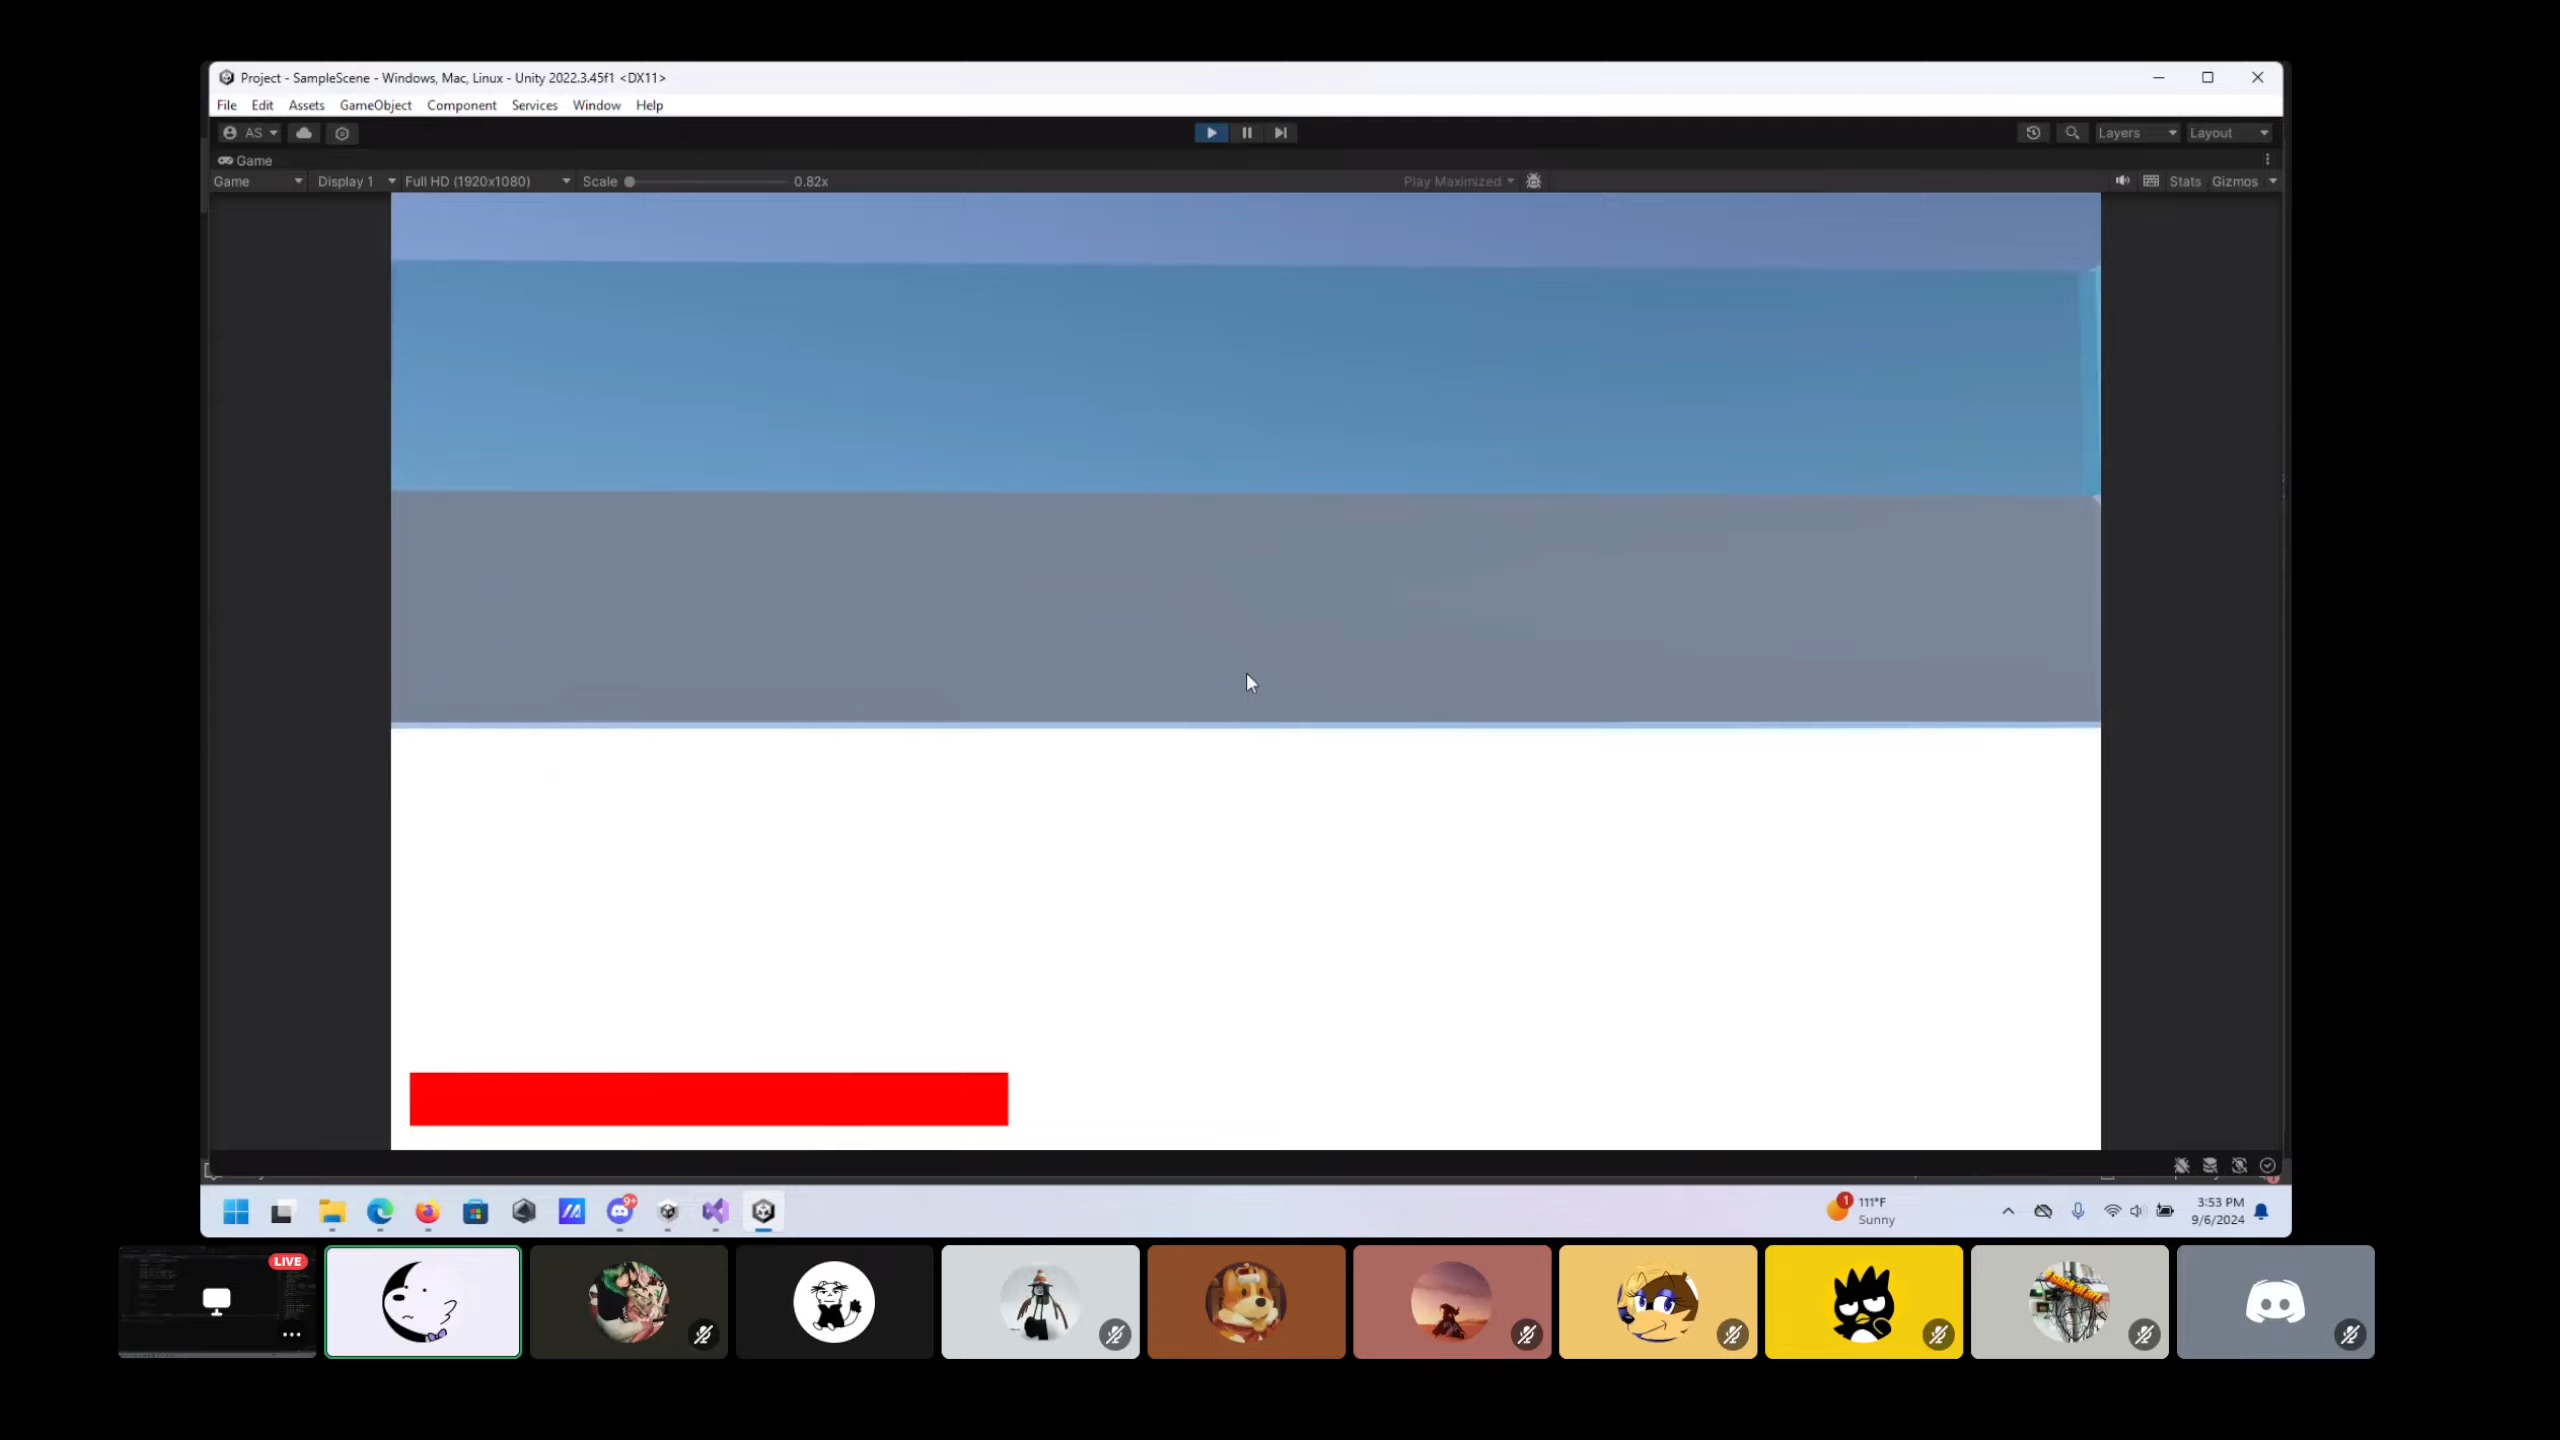 Project - SampleScene - Windows, Mac, Linux - Unity 2022.3.45f1 <DX11>
File Edit Assets GameObject Component Services Window Help
AS Layers Layout
Game
Game Display 1 Full HD (1920x1080) Scale 0.82x Play Maximized Stats Gizmos
9+
1
111°F
Sunny
3:53 PM
9/6/2024
LIVE